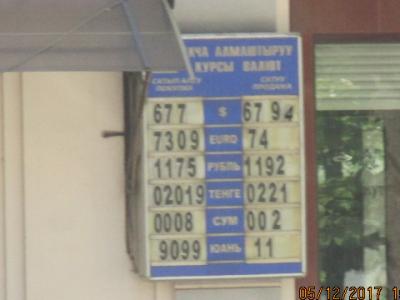 АЛМАШТЫРУУ
КУРСЫ ВАЛЮТ
САТЫП АЛУУ САТУУ
ПОКУПКА ПРОДАЖА
677 $ 6794
7309 EURO 74
1175 РУБЛЬ 1192
02019 ТЕНГЕ 0221
0008 СУМ 002
9099 ЮАНЬ 11
05/12/2017